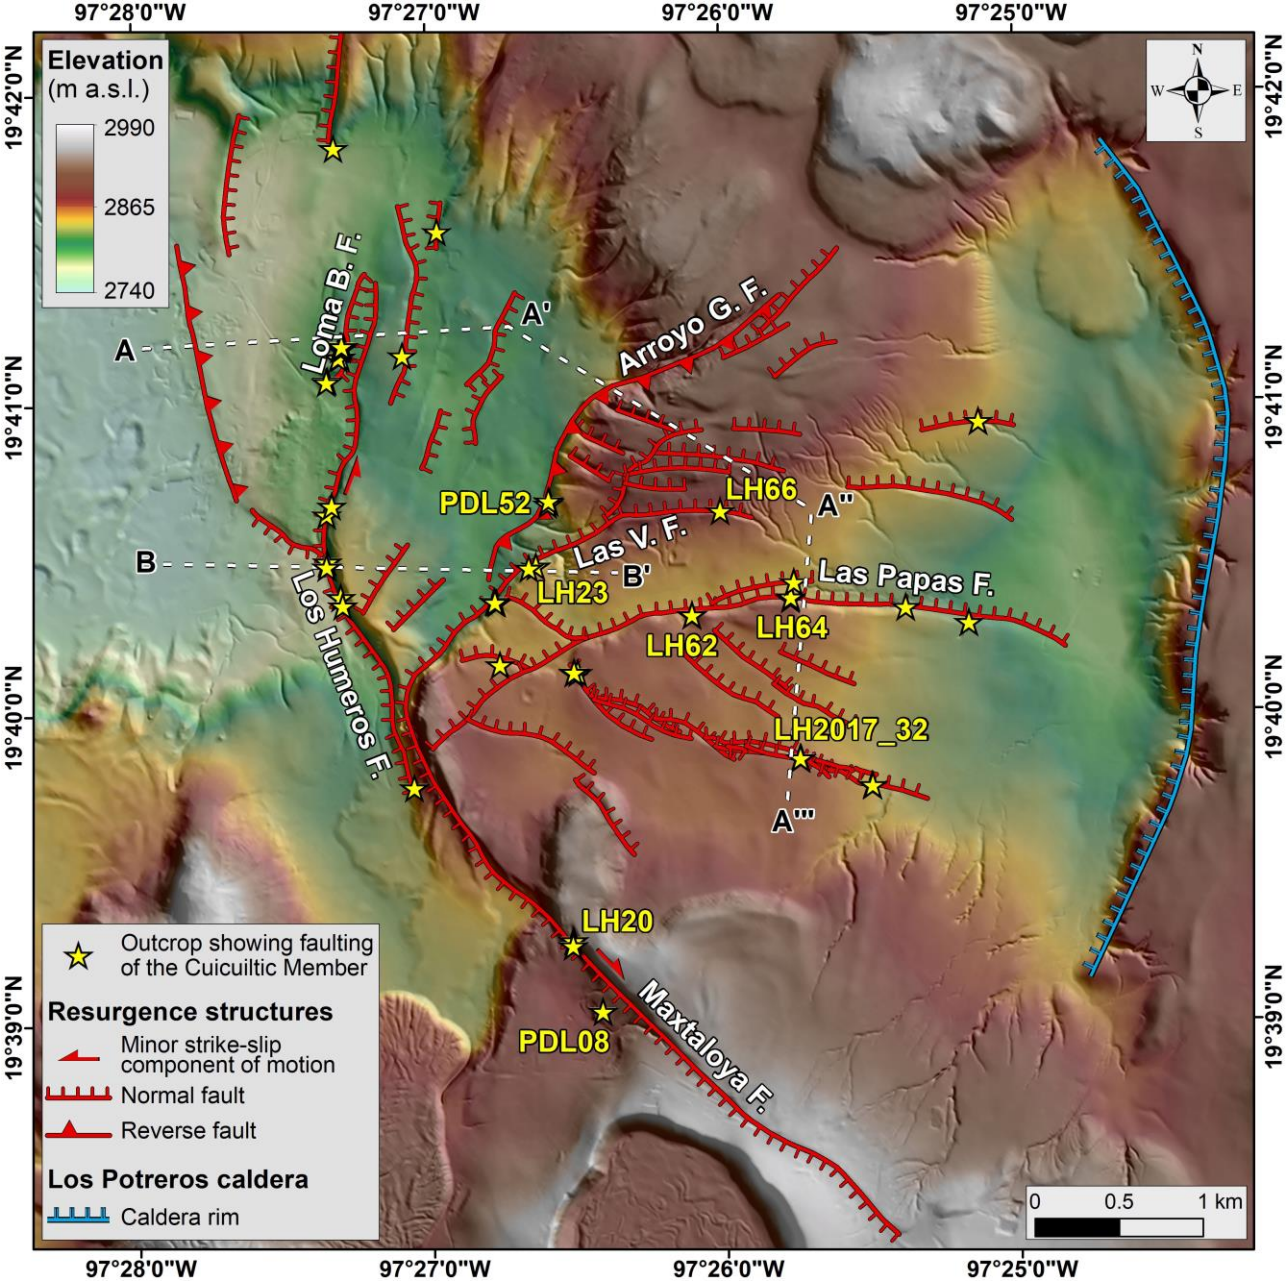 97°28'0"W 97°27'0"W 97°26'0"W 97°25'0"W
19°42'0"N
19°42'0"N
Elevation
(m a.s.l.)
2990
2865
2740
N
W E
S
Loma B. F.
A
A'
Arroyo G. F.
19°41'0"N
19°41'0"N
PDL52
LH66
A''
Las V. F.
B
B'
LH23
Las Papas F.
LH64
LH62
Los Humeros F.
19°40'0"N
19°40'0"N
LH2017_32
A'''
LH20
Maxtaloya F.
PDL08
19°39'0"N
19°39'0"N
Outcrop showing faulting
of the Cuicuiltic Member
Resurgence structures
Minor strike-slip
component of motion
Normal fault
Reverse fault
Los Potreros caldera
Caldera rim
0 0.5 1 km
97°28'0"W 97°27'0"W 97°26'0"W 97°25'0"W